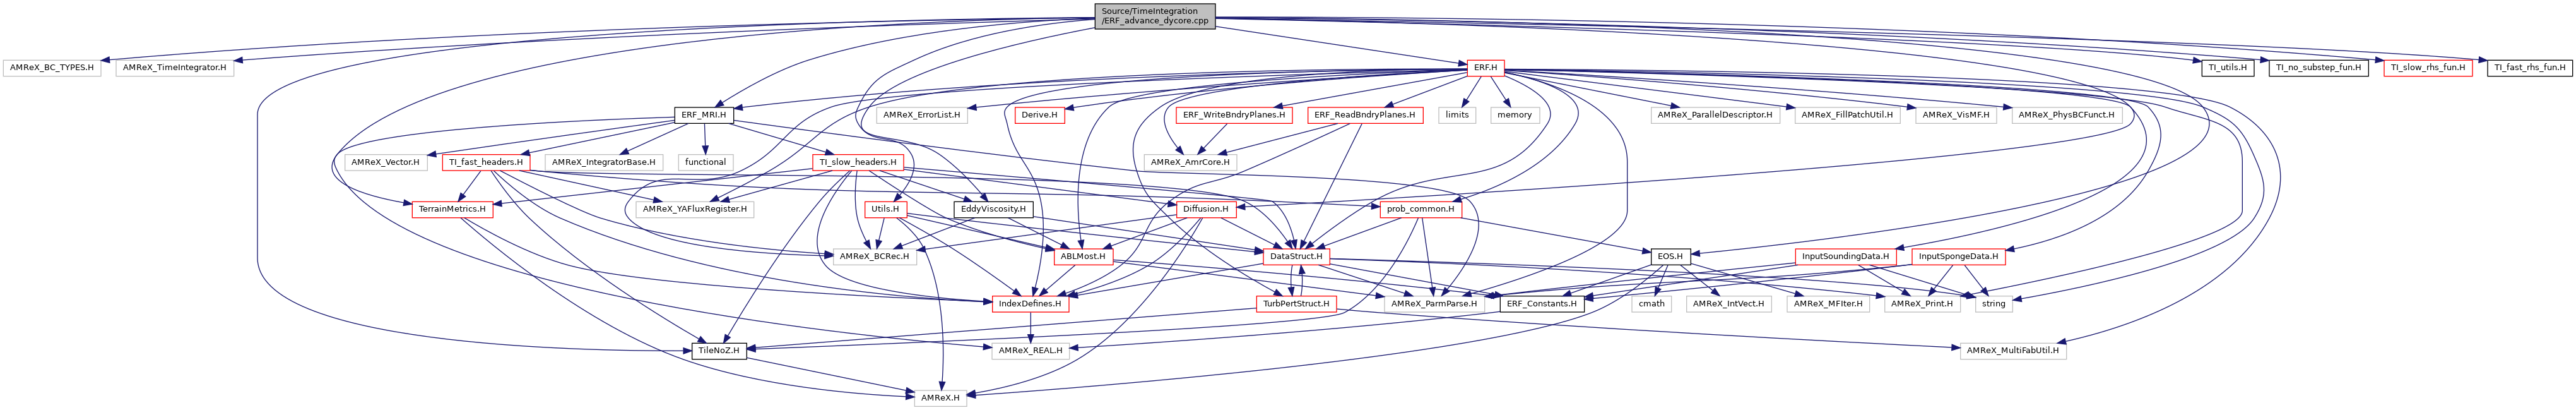 Source/TimeIntegration
/ERF_advance_dycore.cpp
AMReX_BC_TYPES.H
AMReX_TimeIntegrator.H
ERF.H
TI_utils.H
TI_no_substep_fun.H
TI_slow_rhs_fun.H
TI_fast_rhs_fun.H
ERF_MRI.H
AMReX_ErrorList.H
Derive.H
ERF_WriteBndryPlanes.H
ERF_ReadBndryPlanes.H
limits
memory
AMReX_ParallelDescriptor.H
AMReX_FillPatchUtil.H
AMReX_VisMF.H
AMReX_PhysBCFunct.H
AMReX_Vector.H
TI_fast_headers.H
AMReX_IntegratorBase.H
functional
TI_slow_headers.H
AMReX_AmrCore.H
TerrainMetrics.H
AMReX_YAFluxRegister.H
Utils.H
EddyViscosity.H
Diffusion.H
prob_common.H
AMReX_BCRec.H
ABLMost.H
DataStruct.H
EOS.H
InputSoundingData.H
InputSpongeData.H
IndexDefines.H
TurbPertStruct.H
AMReX_ParmParse.H
ERF_Constants.H
cmath
AMReX_IntVect.H
AMReX_MFIter.H
AMReX_Print.H
string
TileNoZ.H
AMReX_REAL.H
AMReX_MultiFabUtil.H
AMReX.H